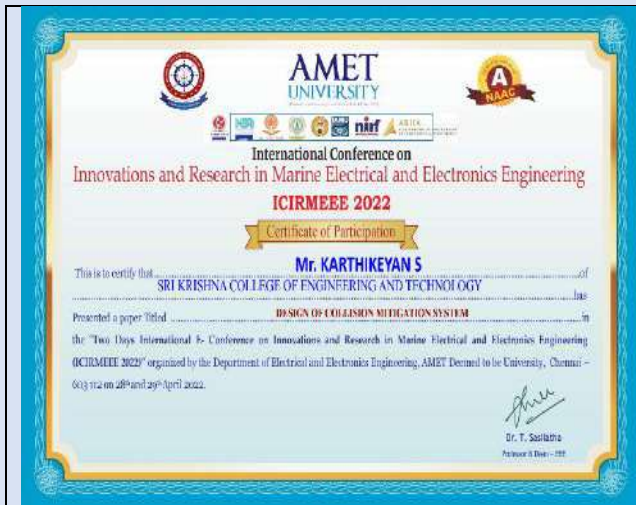 AMET
UNIVERSITY
A
NAAC
nirf
International Conference on
Innovations and Research in Marine Electrical and Electronics Engineering
ICIRMEEE 2022
Certificate of Participation
This is to certify that Mr. KARTHIKEYAN S of
SRI KRISHNA COLLEGE OF ENGINEERING AND TECHNOLOGY
has
Presented a paper Titled DESIGN OF COLLISION MITIGATION SYSTEM in
the "Two Days International E- Conference on Innovations and Research in Marine Electrical and Electronics Engineering
(ICIRMEEE 2022)" organized by the Department of Electrical and Electronics Engineering, AMET Deemed to be University, Chennai –
603 112 on 28th and 29th April 2022.
Dr. T. Sasilatha
Professor & Dean – EEE